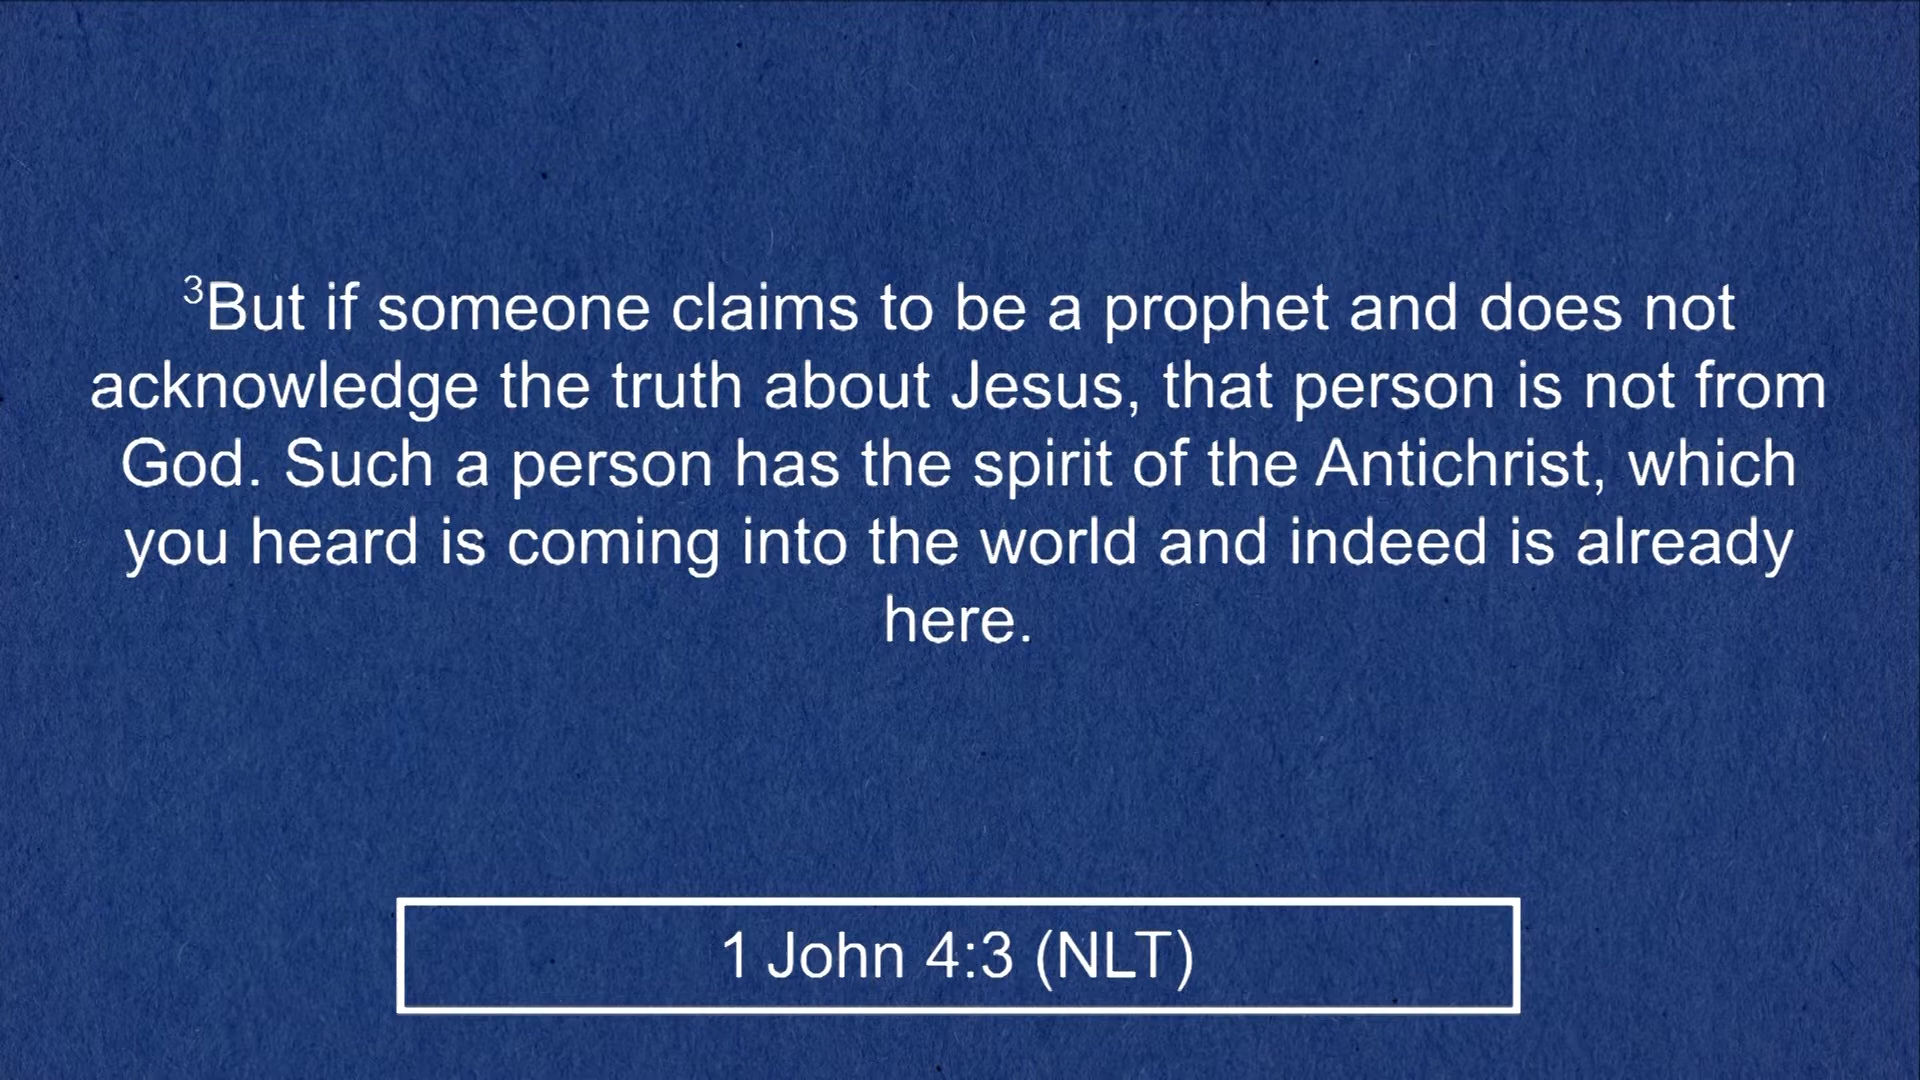 ³But if someone claims to be a prophet and does not
acknowledge the truth about Jesus, that person is not from
God. Such a person has the spirit of the Antichrist, which
you heard is coming into the world and indeed is already
here.
1 John 4:3 (NLT)